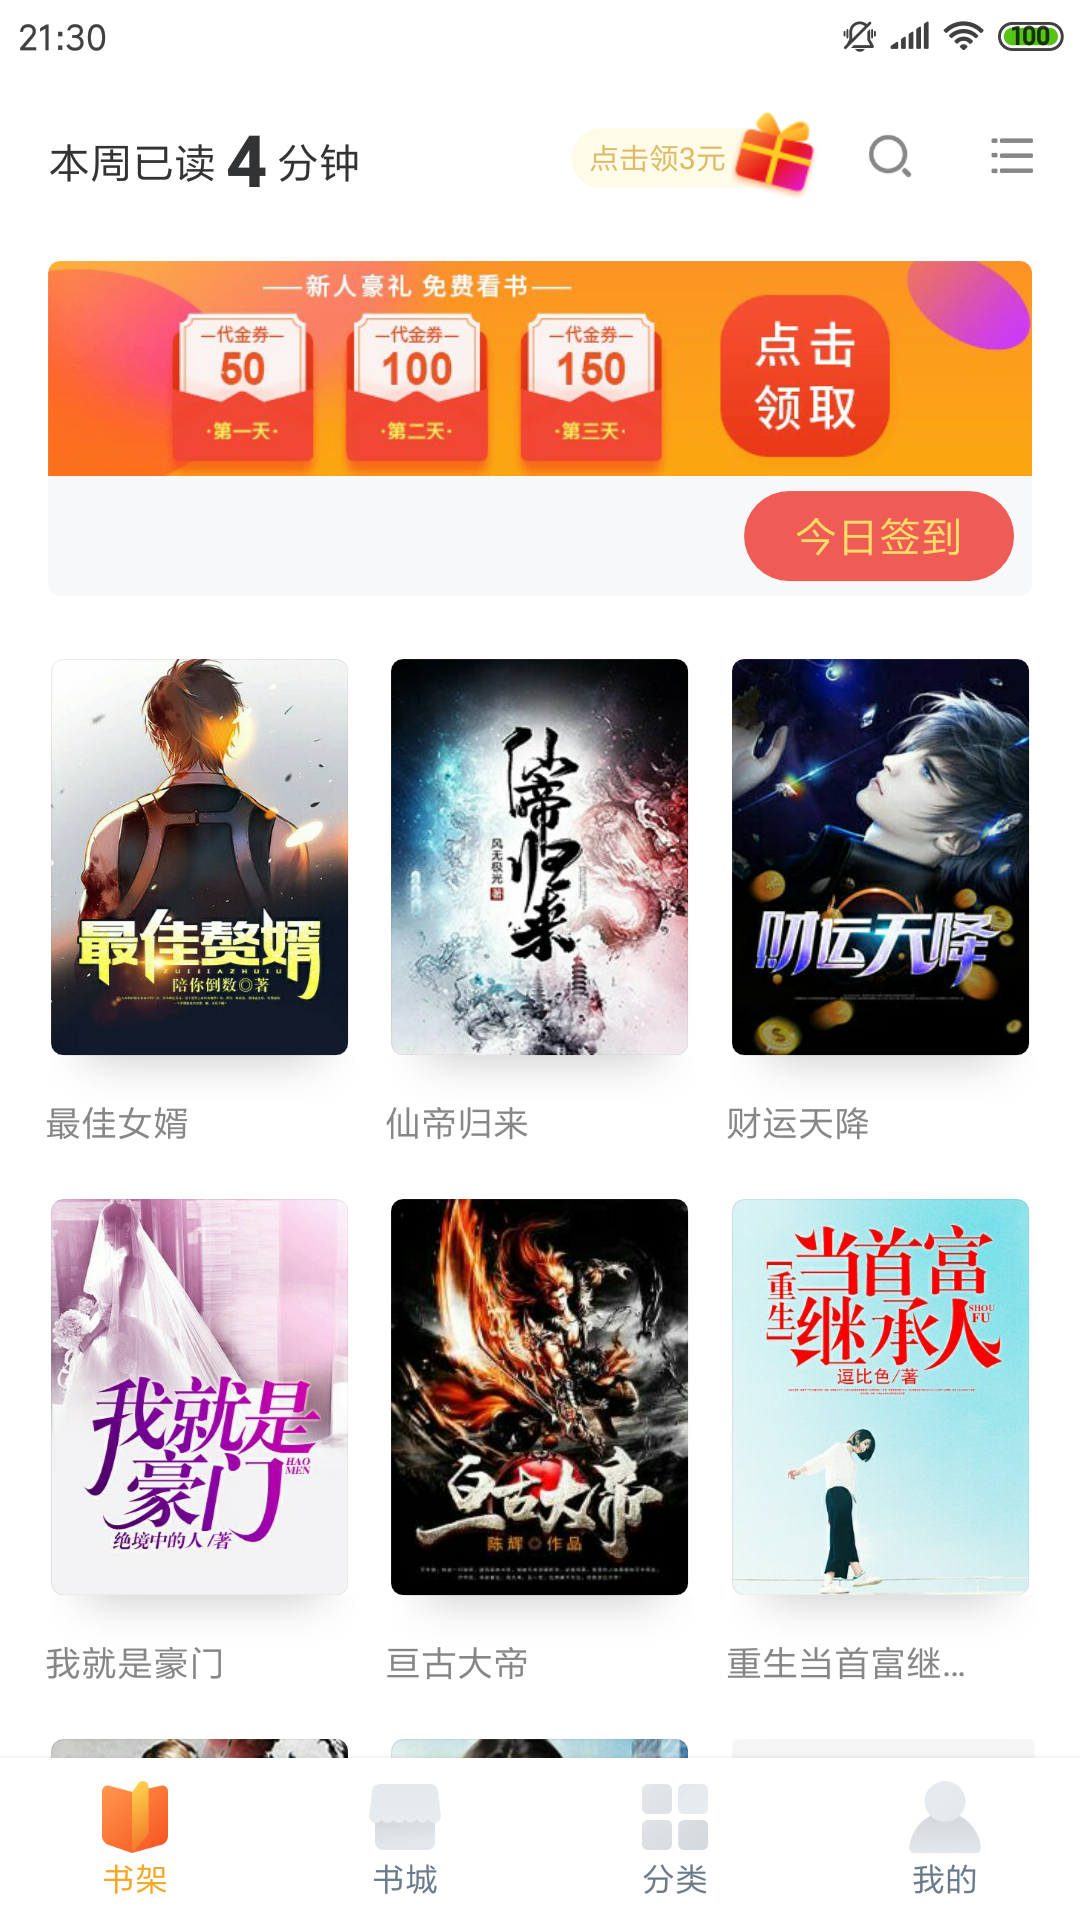 21:30
100
本周已读 4 分钟
点击领3元
新人豪礼 免费看书
代金券
50
·第一天·
代金券
100
·第二天·
代金券
150
·第三天·
点击
领取
今日签到
最佳赘婿
ZUIJIAZHUIXU
陪你倒数◎著
仙帝归来
风无极光 著
财运天降
最佳女婿
仙帝归来
财运天降
我就是
豪门
HAO
MEN
绝境中的人/著
亘古大帝
陈辉◎作品
[重生]
当首富
继承人
SHOU
FU
逗比色/著
我就是豪门
亘古大帝
重生当首富继...
书架
书城
分类
我的